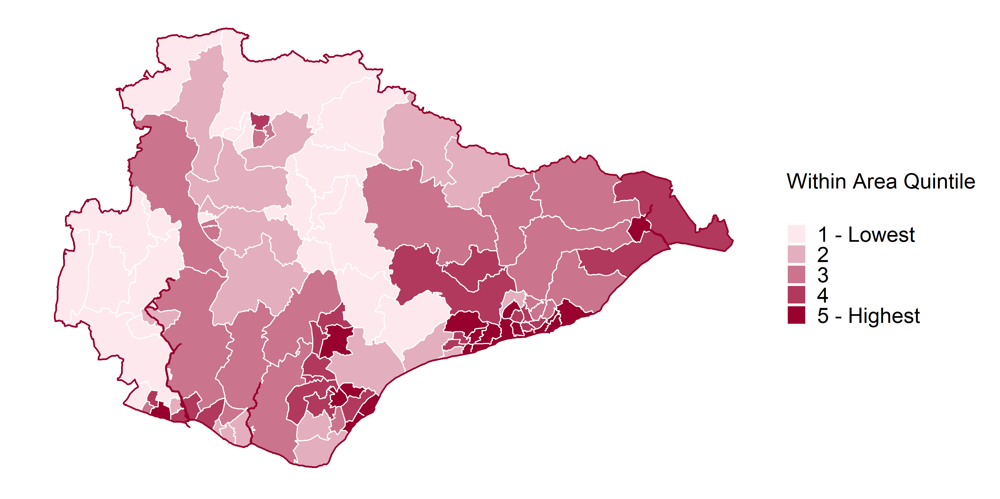 Within Area Quintile
1 - Lowest
2
3
4
5 - Highest